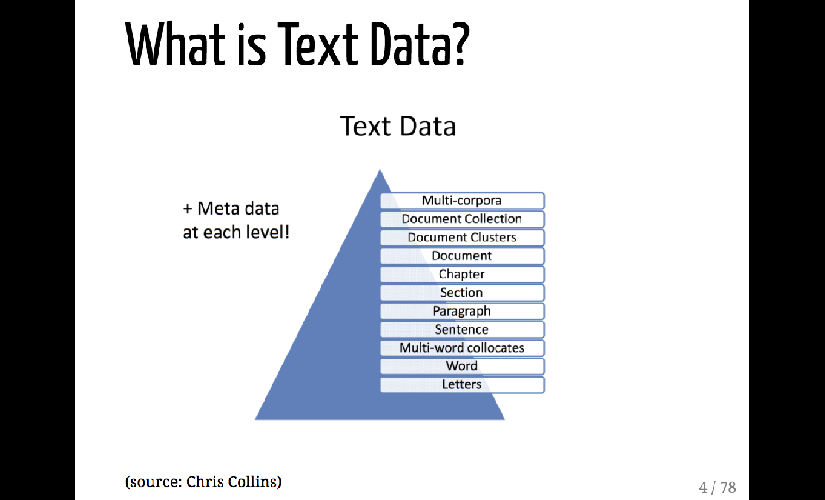 What is Text Data?
Text Data
+ Meta data
at each level!
Multi-corpora
Document Collection
Document Clusters
Document
Chapter
Section
Paragraph
Sentence
Multi-word collocates
Word
Letters
(source: Chris Collins)
4 / 78